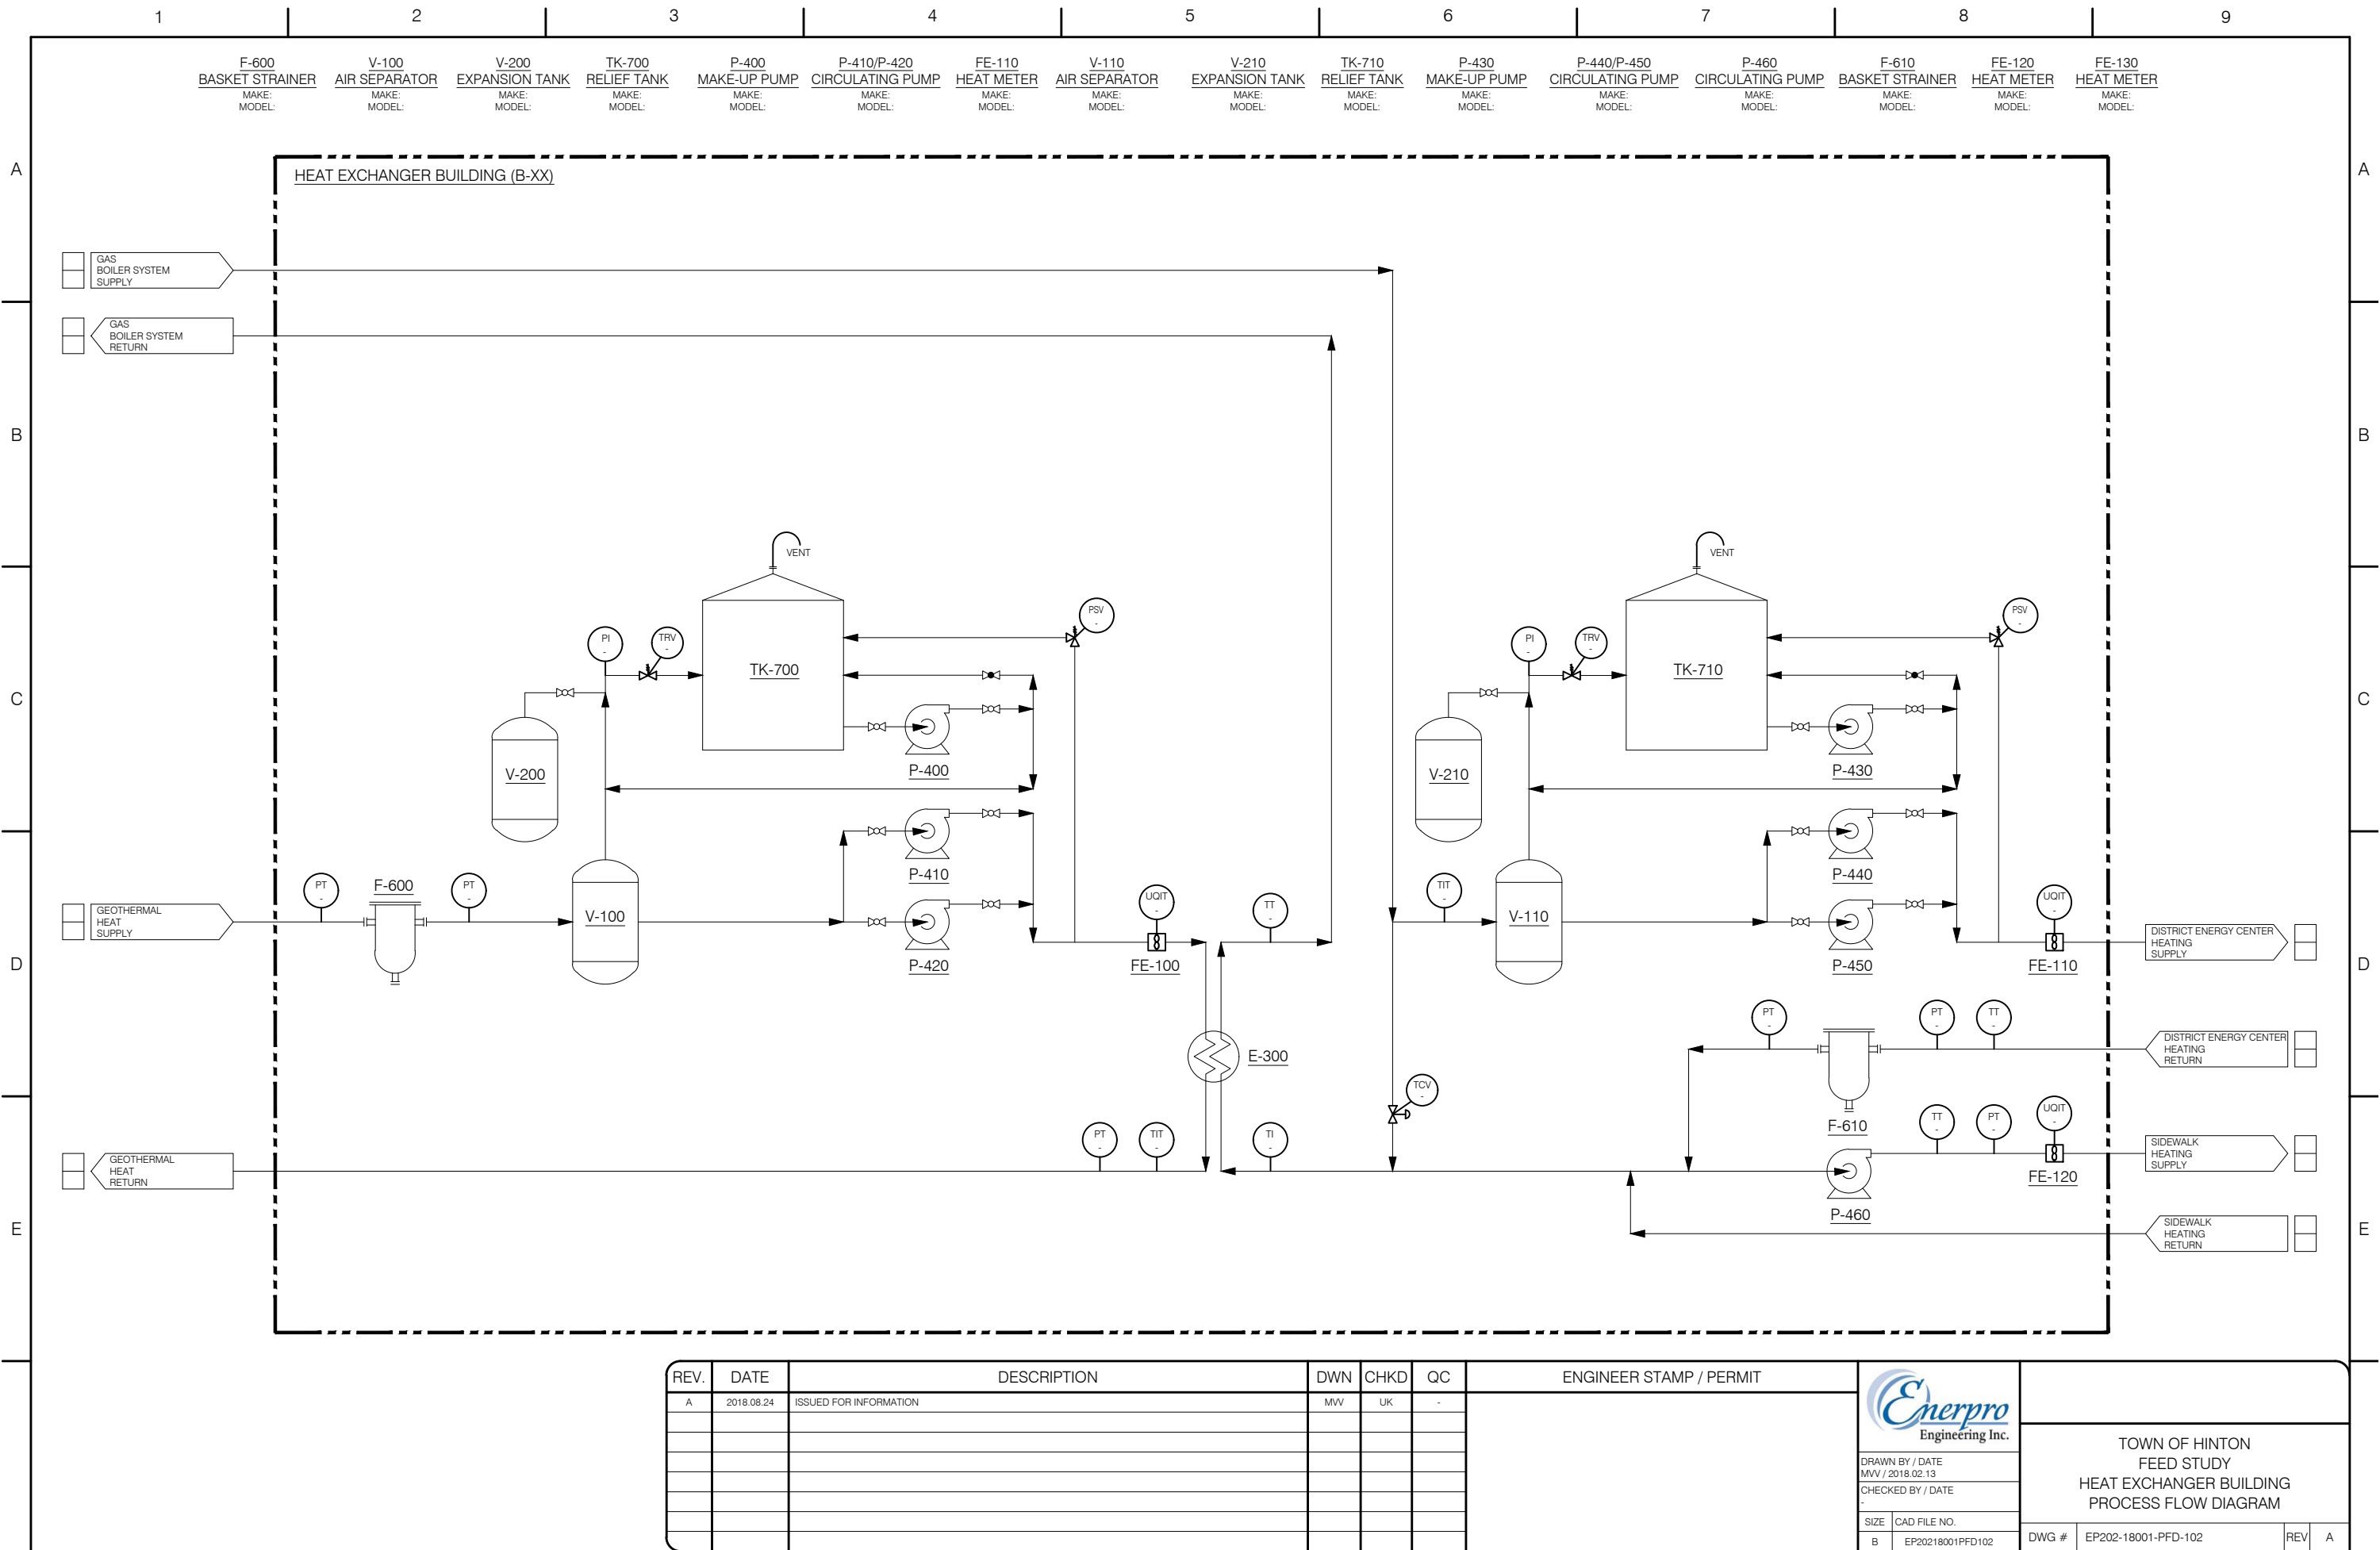 1 2 3 4 5 6 7 8 9
F-600 V-100 V-200 TK-700 P-400 P-410/P-420 FE-110 V-110 V-210 TK-710 P-430 P-440/P-450 P-460 F-610 FE-120 FE-130
BASKET STRAINER AIR SEPARATOR EXPANSION TANK RELIEF TANK MAKE-UP PUMP CIRCULATING PUMP HEAT METER AIR SEPARATOR EXPANSION TANK RELIEF TANK MAKE-UP PUMP CIRCULATING PUMP CIRCULATING PUMP BASKET STRAINER HEAT METER HEAT METER
MAKE: MAKE: MAKE: MAKE: MAKE: MAKE: MAKE: MAKE: MAKE: MAKE: MAKE: MAKE: MAKE: MAKE: MAKE: MAKE:
MODEL: MODEL: MODEL: MODEL: MODEL: MODEL: MODEL: MODEL: MODEL: MODEL: MODEL: MODEL: MODEL: MODEL: MODEL: MODEL:
A A
HEAT EXCHANGER BUILDING (B-XX)
GAS
BOILER SYSTEM
SUPPLY
GAS
BOILER SYSTEM
RETURN
B B
VENT VENT
PSV - PSV -
PI - TRV - PI - TRV -
TK-700 TK-710
C C
V-200 P-400 V-210 P-430
P-410 P-440
PT - F-600 PT - UQIT - TT - TIT - UQIT -
GEOTHERMAL
HEAT
SUPPLY
V-100 V-110
DISTRICT ENERGY CENTER
HEATING
SUPPLY
D P-420 FE-100 P-450 FE-110 D
PT - PT - TT -
E-300
DISTRICT ENERGY CENTER
HEATING
RETURN
TCV -
F-610 TT - PT - UQIT -
PT - TIT - TI -
SIDEWALK
HEATING
SUPPLY
GEOTHERMAL
HEAT
RETURN
FE-120
P-460
E E
SIDEWALK
HEATING
RETURN
REV. DATE DESCRIPTION DWN CHKD QC ENGINEER STAMP / PERMIT
A 2018.08.24 ISSUED FOR INFORMATION MVV UK -
Enerpro
Engineering Inc.
DRAWN BY / DATE
MVV / 2018.02.13
CHECKED BY / DATE
-
SIZE CAD FILE NO.
B EP20218001PFD102
TOWN OF HINTON
FEED STUDY
HEAT EXCHANGER BUILDING
PROCESS FLOW DIAGRAM
DWG # EP202-18001-PFD-102 REV A